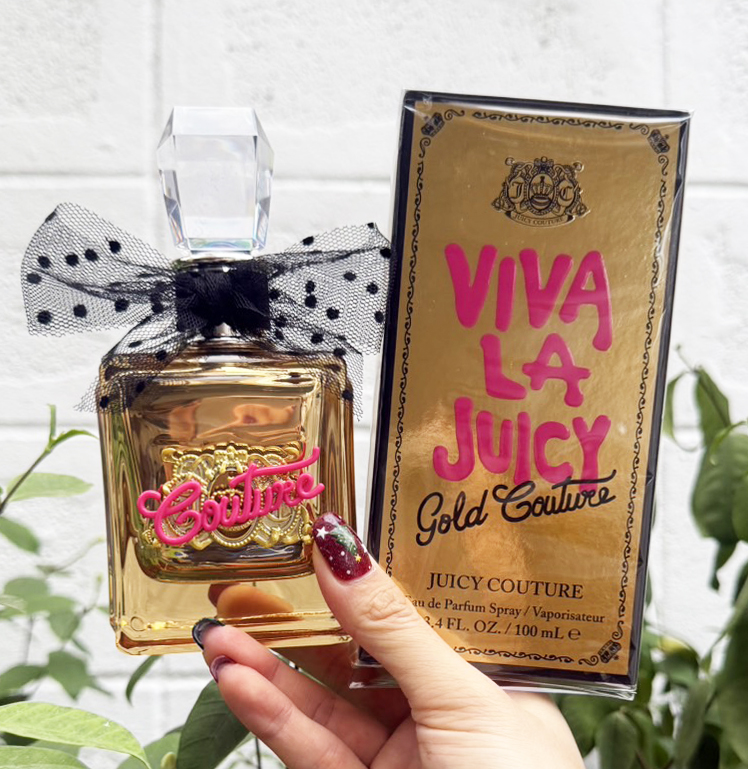 Couture
J C
JUICY COUTURE
VIVA
LA
JUICY
Gold Couture
JUICY COUTURE
au de Parfum Spray / Vaporisateur
3.4 FL. OZ. / 100 mL e